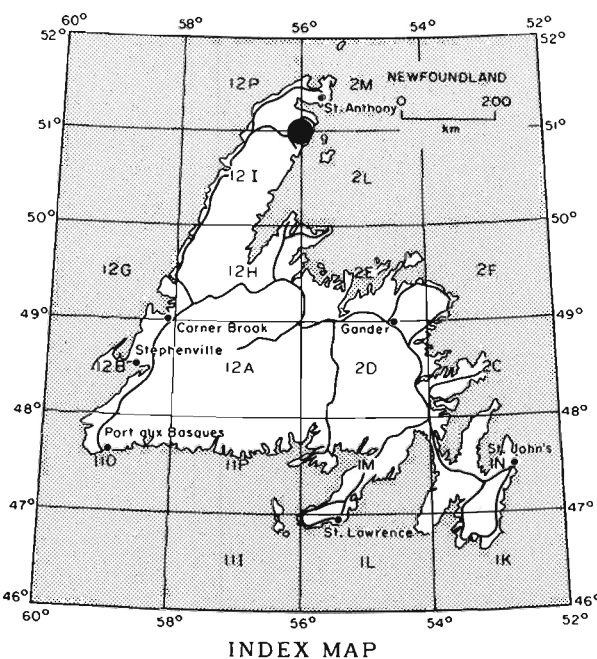 60° 58° 56° 54° 52°
52° 52°
12P 2M NEWFOUNDLAND
St. Anthony 0 200
km
51° 51°
9
12I 2L
50° 50°
12G 12H 2E 2F
49° 49°
Corner Brook Gander
Stephenville
12B 12A 2D 2C
48° 48°
Port aux Basques
11O 11P 1M St. John's
1N
47° 47°
St. Lawrence
11I 1L 1K
46° 46°
60° 58° 56° 54° 52°
INDEX MAP